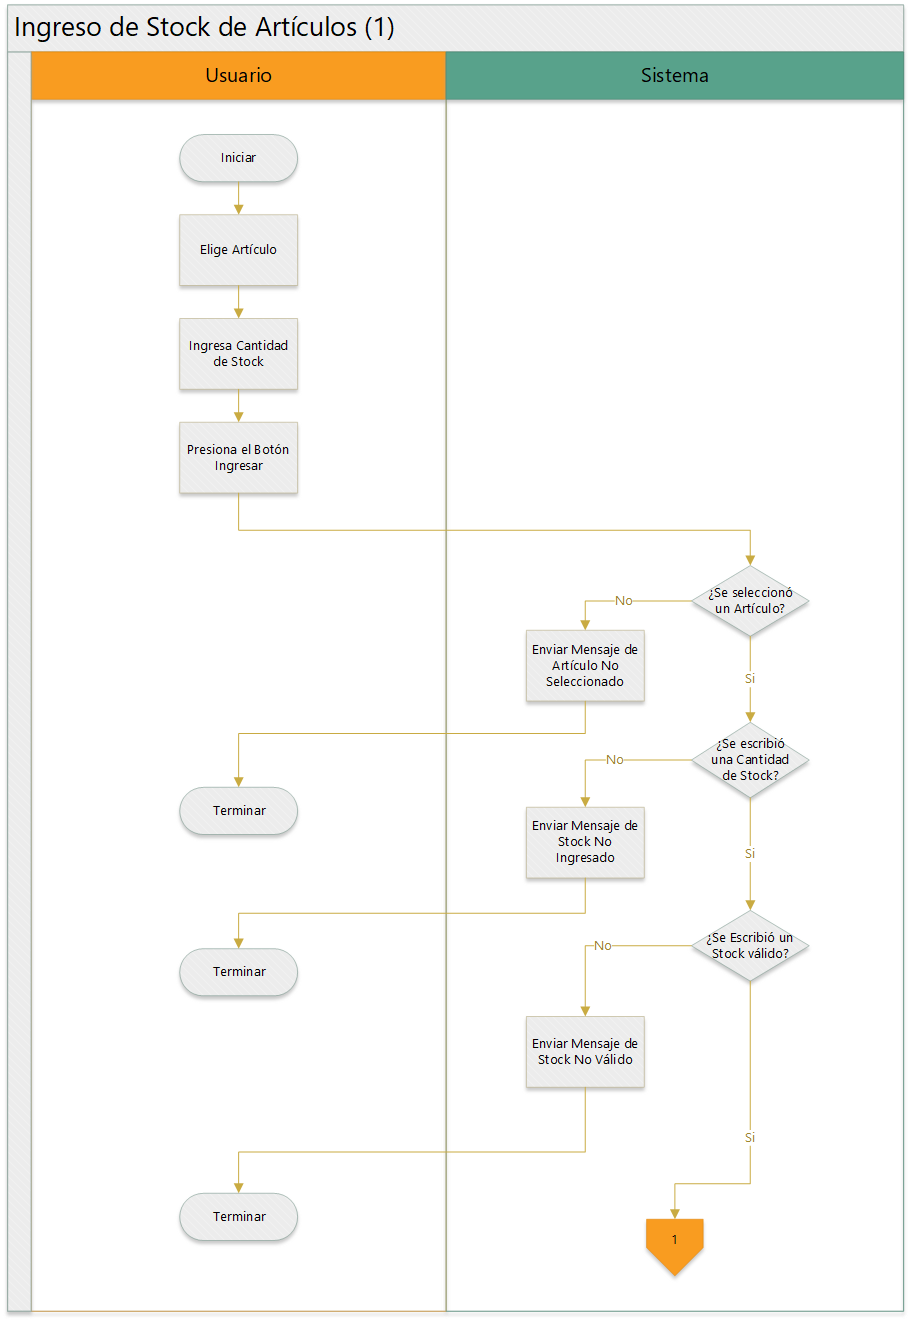 Ingreso de Stock de Artículos (1)
Usuario
Sistema
Iniciar
Elige Artículo
Ingresa Cantidad
de Stock
Presiona el Botón
Ingresar
¿Se seleccionó
un Artículo?
No
Enviar Mensaje de
Artículo No
Seleccionado
Si
Terminar
¿Se escribió
una Cantidad
de Stock?
No
Enviar Mensaje de
Stock No
Ingresado
Si
Terminar
¿Se Escribió un
Stock válido?
No
Enviar Mensaje de
Stock No Válido
Si
Terminar
1